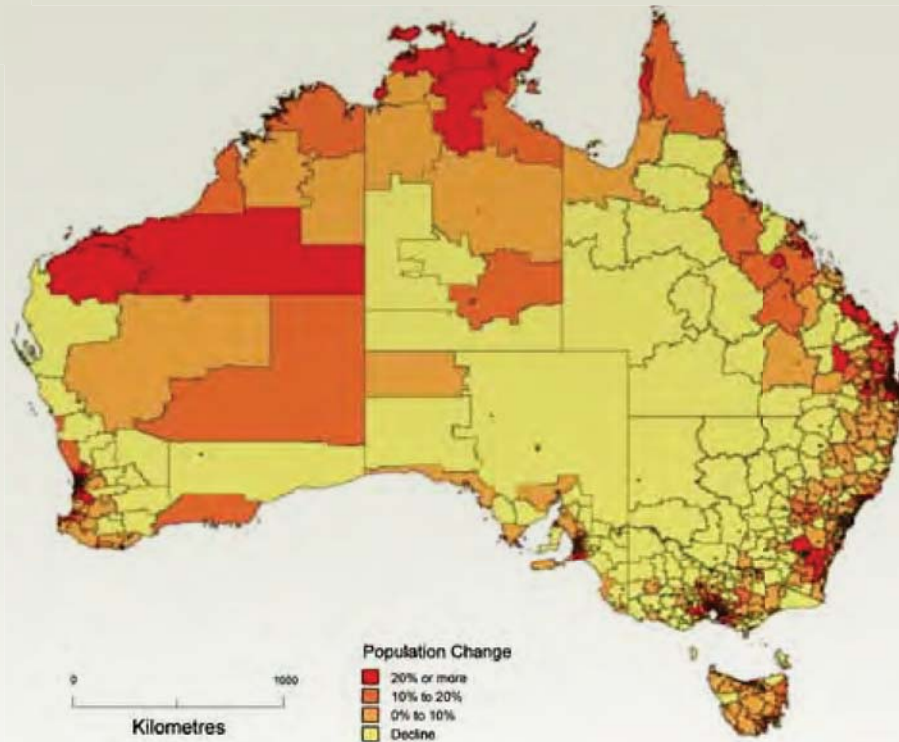 Population Change
20% or more
10% to 20%
0% to 10%
Decline
0 1000
Kilometres